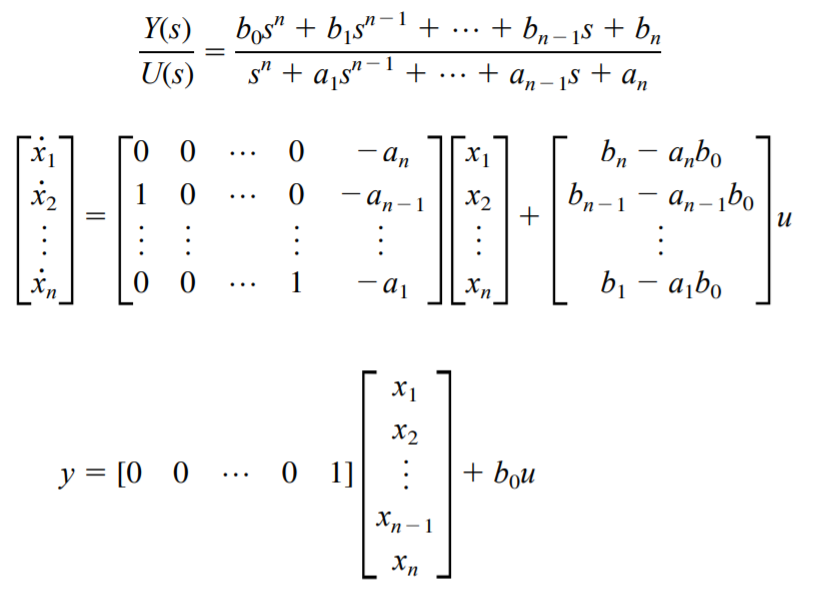 Y(s)/U(s) = (b₀sⁿ + b₁sⁿ⁻¹ + ⋯ + bₙ₋₁s + bₙ)/(sⁿ + a₁sⁿ⁻¹ + ⋯ + aₙ₋₁s + aₙ)
[ẋ₁; ẋ₂; ⋮; ẋₙ] = [0 0 ⋯ 0 −aₙ; 1 0 ⋯ 0 −aₙ₋₁; ⋮ ⋮ ⋮ ⋮; 0 0 ⋯ 1 −a₁] [x₁; x₂; ⋮; xₙ] + [bₙ − aₙb₀; bₙ₋₁ − aₙ₋₁b₀; ⋮; b₁ − a₁b₀] u
y = [0 0 ⋯ 0 1] [x₁; x₂; ⋮; xₙ₋₁; xₙ] + b₀u